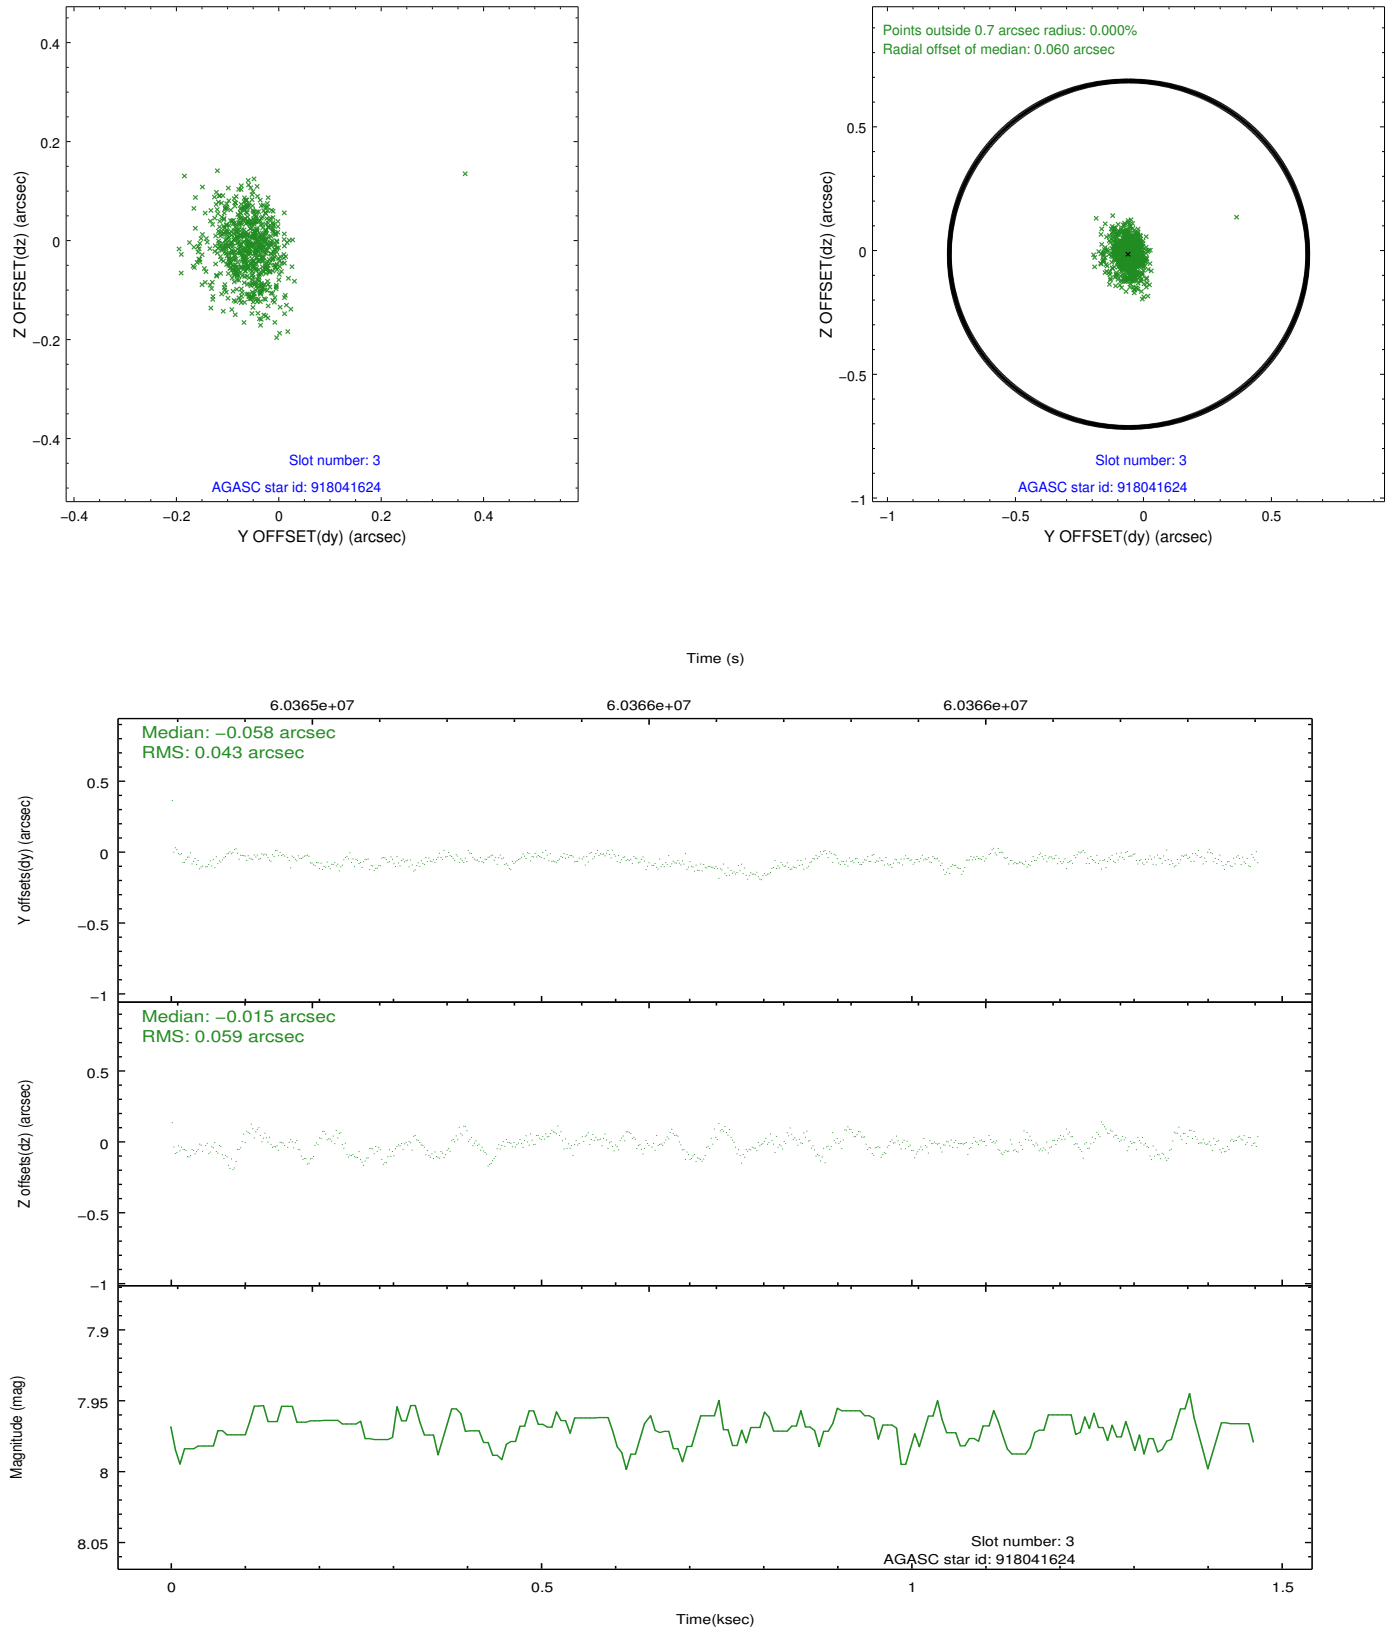 0.4
0.2
0
−0.2
−0.4
Z OFFSET(dz) (arcsec)
Slot number: 3
AGASC star id: 918041624
−0.4 −0.2 0 0.2 0.4
Y OFFSET(dy) (arcsec)
Points outside 0.7 arcsec radius: 0.000%
Radial offset of median: 0.060 arcsec
0.5
0
−0.5
−1
Z OFFSET(dz) (arcsec)
Slot number: 3
AGASC star id: 918041624
−1 −0.5 0 0.5
Y OFFSET(dy) (arcsec)
Time (s)
6.0365e+07 6.0366e+07 6.0366e+07
Median: −0.058 arcsec
RMS: 0.043 arcsec
0.5
0
−0.5
−1
Y offsets(dy) (arcsec)
Median: −0.015 arcsec
RMS: 0.059 arcsec
0.5
0
−0.5
−1
Z offsets(dz) (arcsec)
7.9
7.95
8
8.05
Magnitude (mag)
Slot number: 3
AGASC star id: 918041624
0 0.5 1 1.5
Time(ksec)